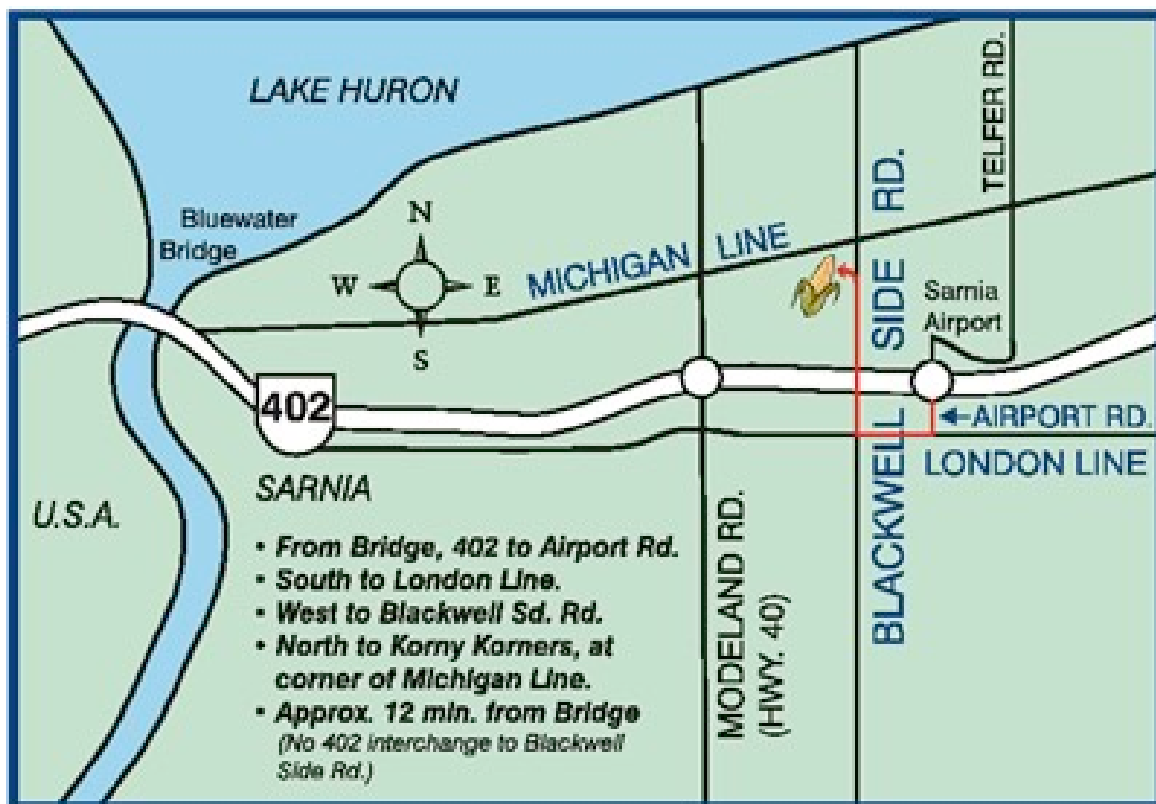 LAKE HURON
TELFER RD.
Bluewater
Bridge
N
W
E
S
MICHIGAN LINE
BLACKWELL SIDE RD.
Sarnia
Airport
402
AIRPORT RD.
LONDON LINE
SARNIA
U.S.A.
MODELAND RD.
(HWY. 40)
• From Bridge, 402 to Airport Rd.
• South to London Line.
• West to Blackwell Sd. Rd.
• North to Korny Korners, at
corner of Michigan Line.
• Approx. 12 min. from Bridge
(No 402 interchange to Blackwell
Side Rd.)